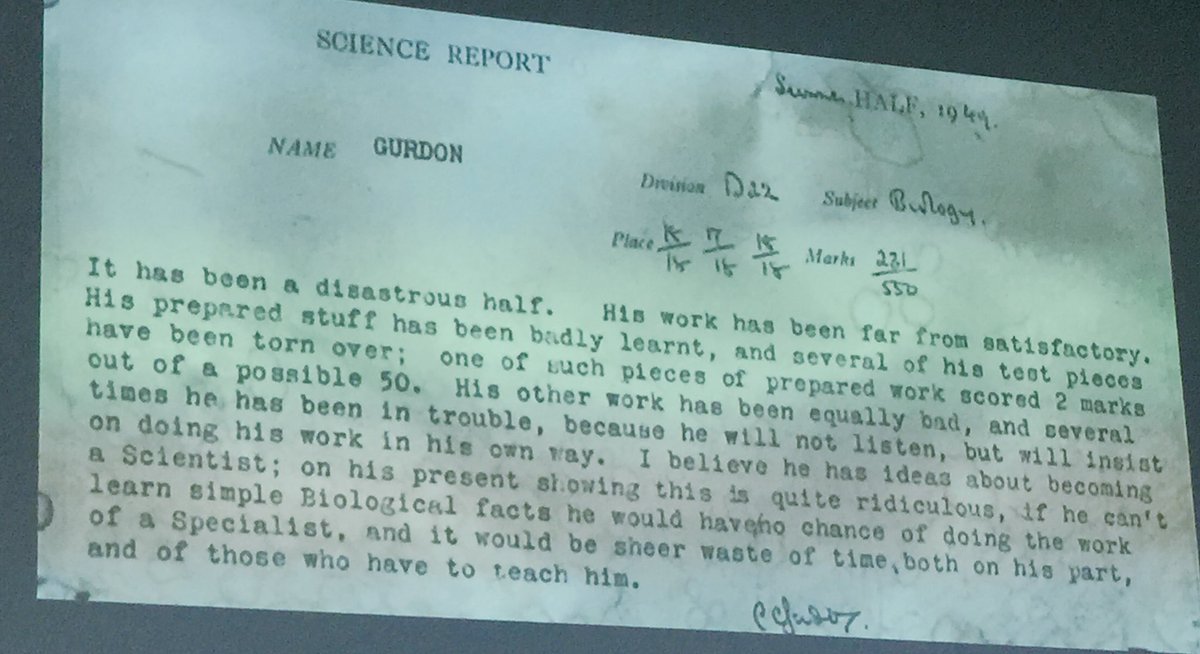 SCIENCE REPORT
Summer HALF, 1949.
NAME GURDON
Division D22 Subject Biology.
Place Marks 231/550
It has been a disastrous half. His work has been far from satisfactory.
His prepared stuff has been badly learnt, and several of his test pieces
have been torn over; one of such pieces of prepared work scored 2 marks
out of a possible 50. His other work has been equally bad, and several
times he has been in trouble, because he will not listen, but will insist
on doing his work in his own way. I believe he has ideas about becoming
a Scientist; on his present showing this is quite ridiculous, if he can't
learn simple Biological facts he would have no chance of doing the work
of a Specialist, and it would be sheer waste of time, both on his part,
and of those who have to teach him.